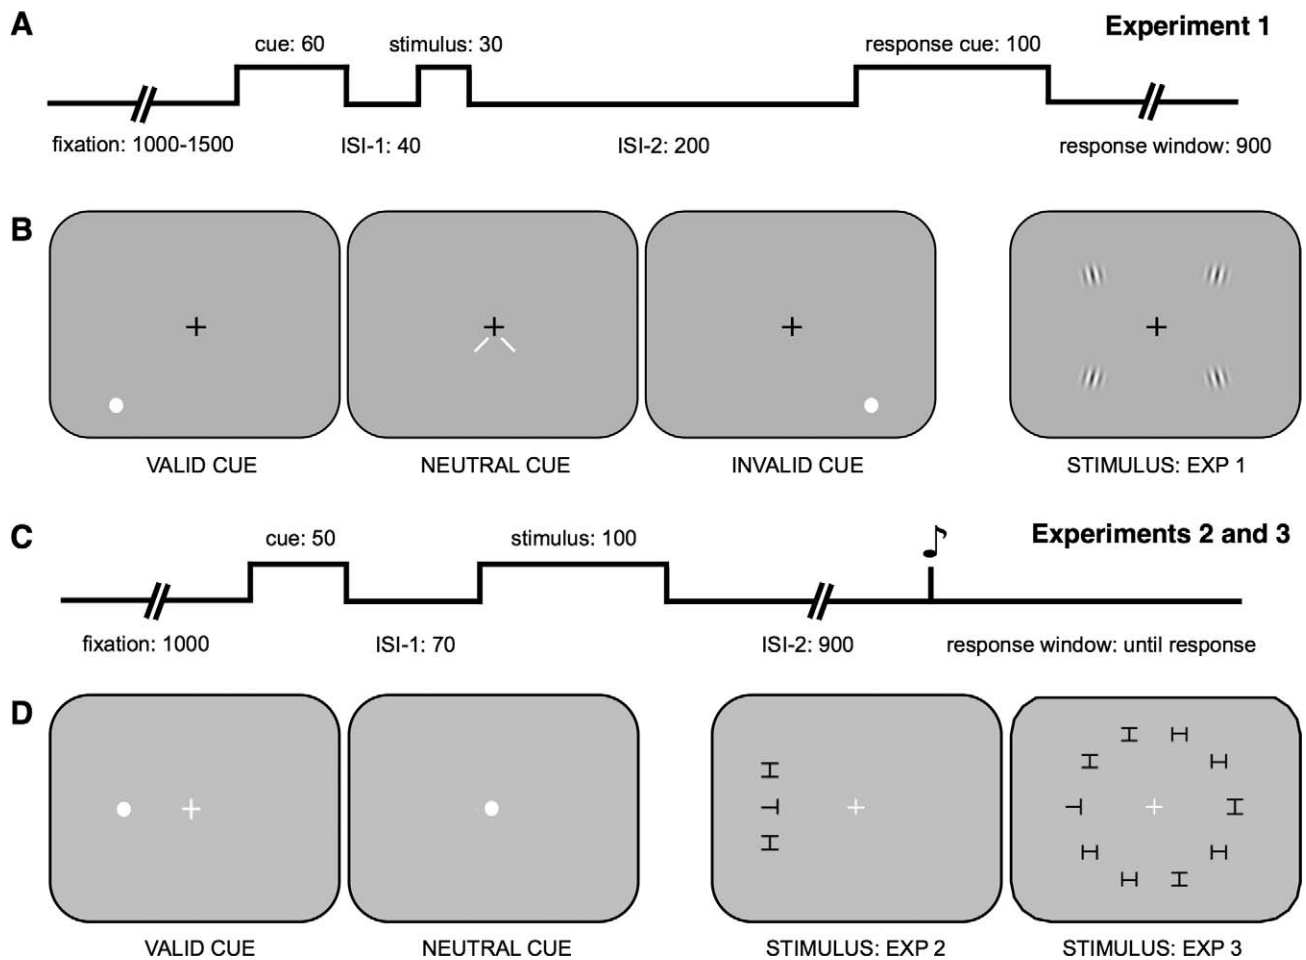 A
Experiment 1
cue: 60
stimulus: 30
response cue: 100
fixation: 1000-1500
ISI-1: 40
ISI-2: 200
response window: 900
B
VALID CUE
NEUTRAL CUE
INVALID CUE
STIMULUS: EXP 1
C
Experiments 2 and 3
cue: 50
stimulus: 100
fixation: 1000
ISI-1: 70
ISI-2: 900
response window: until response
D
VALID CUE
NEUTRAL CUE
STIMULUS: EXP 2
STIMULUS: EXP 3